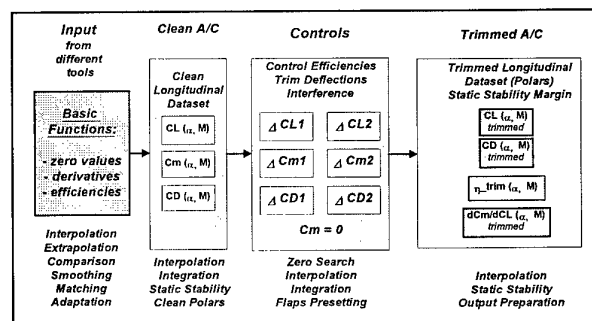 Input
from
different
tools
Basic
Functions:
- zero values
- derivatives
- efficiencies
Interpolation
Extrapolation
Comparison
Smoothing
Matching
Adaptation
Clean A/C
Clean
Longitudinal
Dataset
CL (α, M)
Cm (α, M)
CD (α, M)
Interpolation
Integration
Static Stability
Clean Polars
Controls
Control Efficiencies
Trim Deflections
Interference
Δ CL1 Δ CL2
Δ Cm1 Δ Cm2
Δ CD1 Δ CD2
Cm = 0
Zero Search
Interpolation
Integration
Flaps Presetting
Trimmed A/C
Trimmed Longitudinal
Dataset (Polars)
Static Stability Margin
CL (α, M)
trimmed
CD (α, M)
trimmed
η_trim (α, M)
dCm/dCL (α, M)
trimmed
Interpolation
Static Stability
Output Preparation